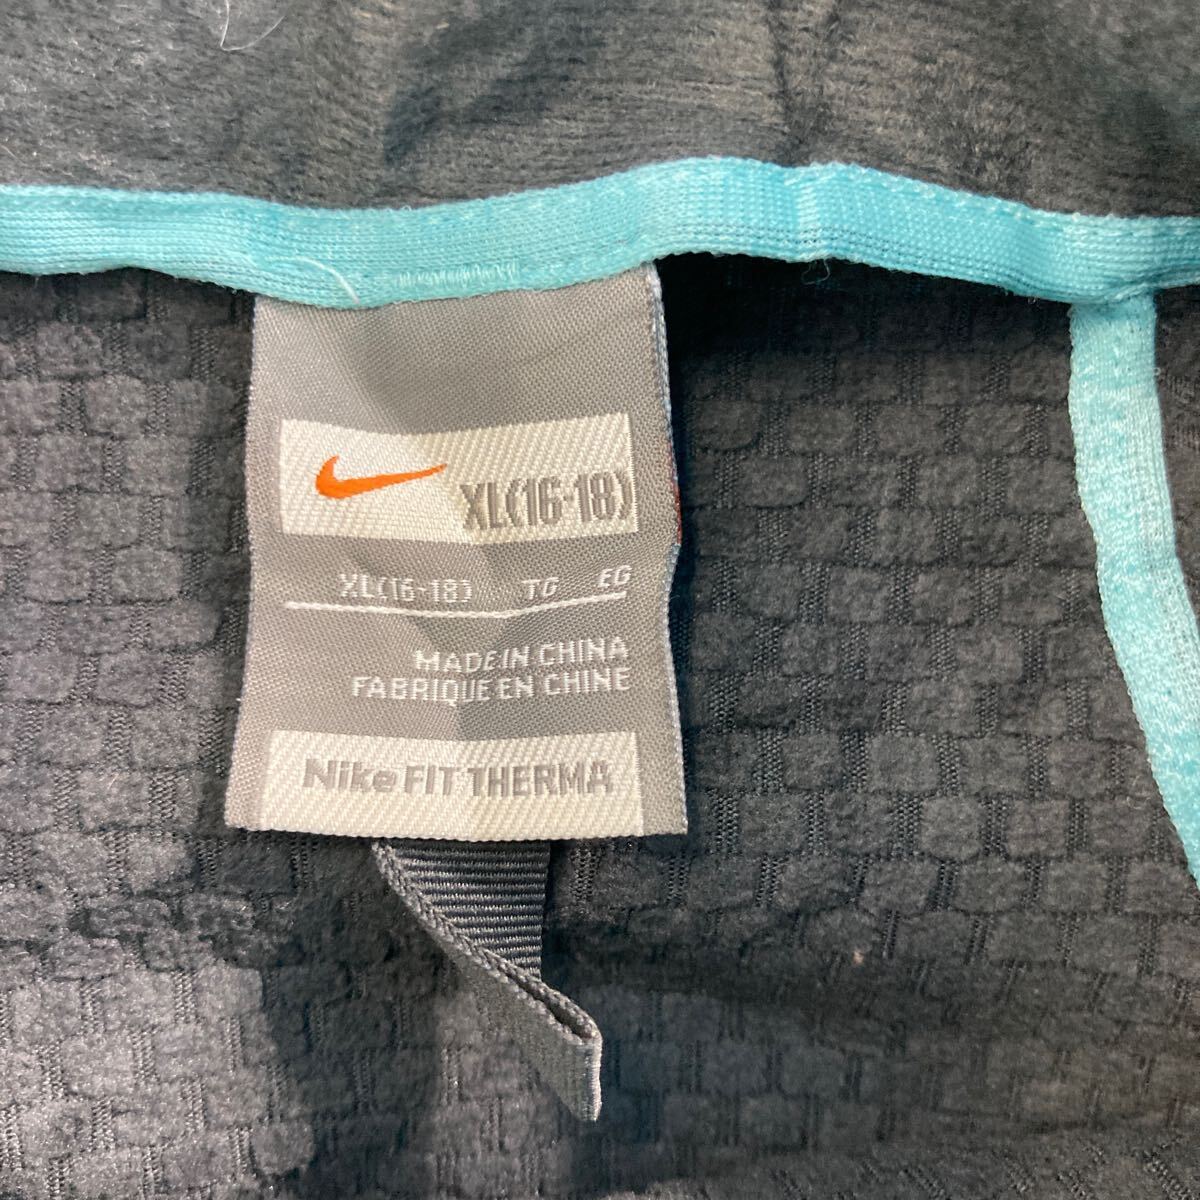 XL(16-18)
XL(16-18) TG EG
MADE IN CHINA
FABRIQUE EN CHINE
Nike FIT THERMA